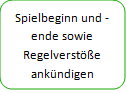 Spielbeginn und -
ende sowie
Regelverstöße
ankündigen